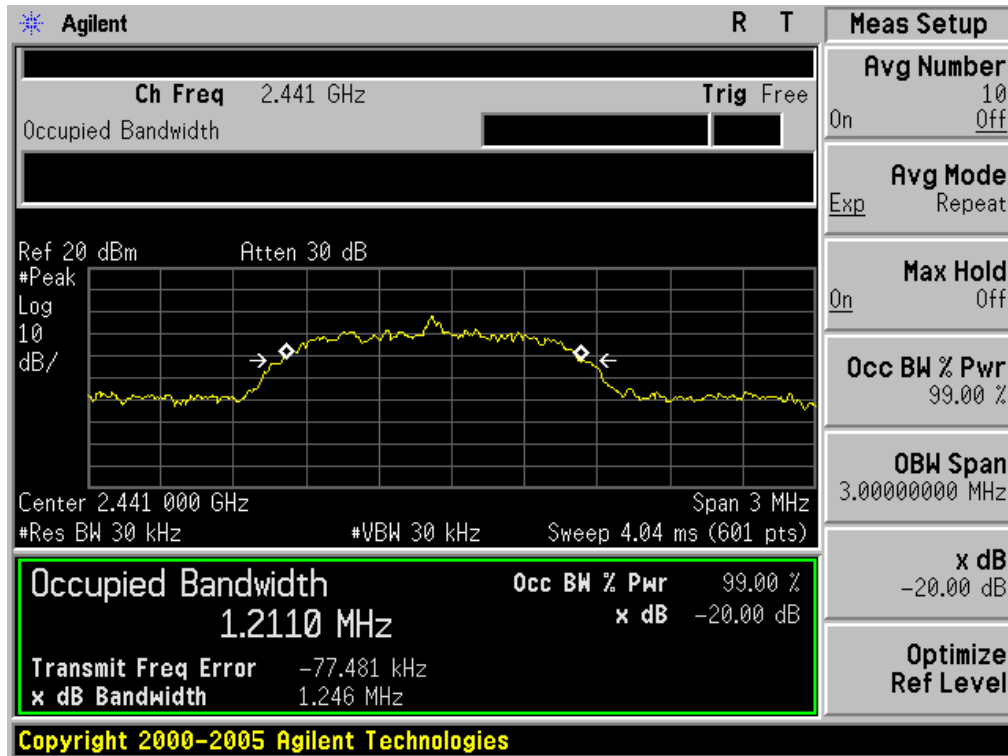 Agilent R T
Ch Freq 2.441 GHz Trig Free
Occupied Bandwidth
Ref 20 dBm Atten 30 dB
#Peak
Log
10
dB/
Center 2.441 000 GHz Span 3 MHz
#Res BW 30 kHz #VBW 30 kHz Sweep 4.04 ms (601 pts)
Occupied Bandwidth Occ BW % Pwr 99.00 %
1.2110 MHz x dB -20.00 dB
Transmit Freq Error -77.481 kHz
x dB Bandwidth 1.246 MHz
Copyright 2000-2005 Agilent Technologies
Meas Setup
Avg Number
10
On Off
Avg Mode
Exp Repeat
Max Hold
On Off
Occ BW % Pwr
99.00 %
OBW Span
3.00000000 MHz
x dB
-20.00 dB
Optimize
Ref Level